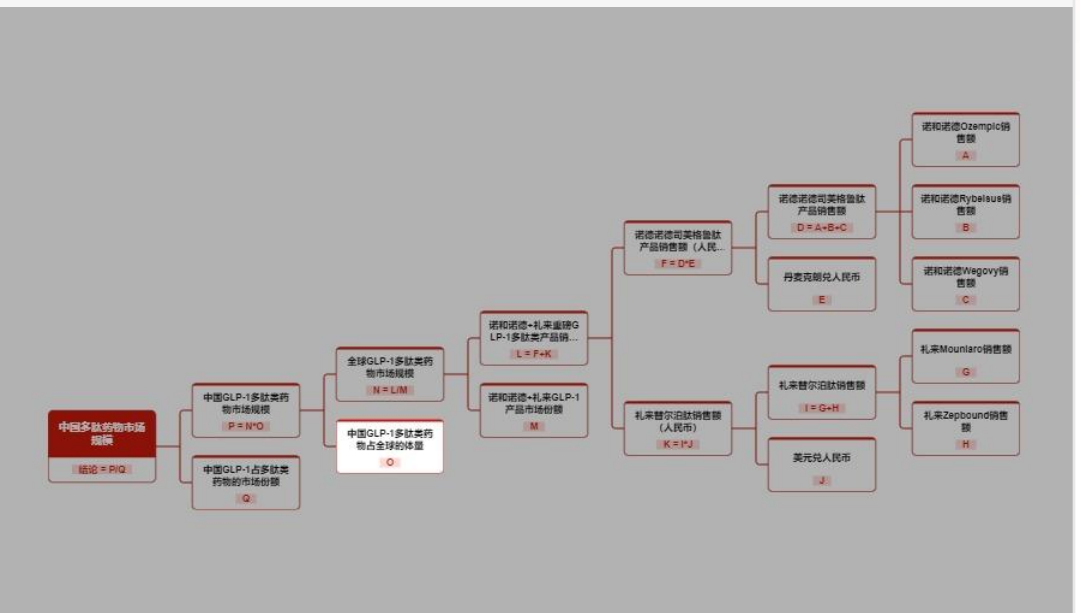 诺和诺德Ozempic销
售额
A
诺德诺德司美格鲁肽
产品销售额
D = A+B+C
诺和诺德Rybelsus销
售额
B
诺德诺德司美格鲁肽
产品销售额（人民...
F = D*E
丹麦克朗兑人民币
E
诺和诺德Wegovy销
售额
C
诺和诺德+礼来重磅G
LP-1多肽类产品销...
L = F+K
礼来Mounlaro销售额
G
全球GLP-1多肽类药
物市场规模
N = L/M
礼来替尔泊肽销售额
I = G+H
中国GLP-1多肽类药
物市场规模
P = N*O
诺和诺德+礼来GLP-1
产品市场份额
M
礼来替尔泊肽销售额
（人民币）
K = I*J
礼来Zepbound销售
额
H
中国多肽药物市场
规模
结论 = P/Q
中国GLP-1多肽类药
物占全球的体量
O
美元兑人民币
J
中国GLP-1占多肽类
药物的市场份额
Q